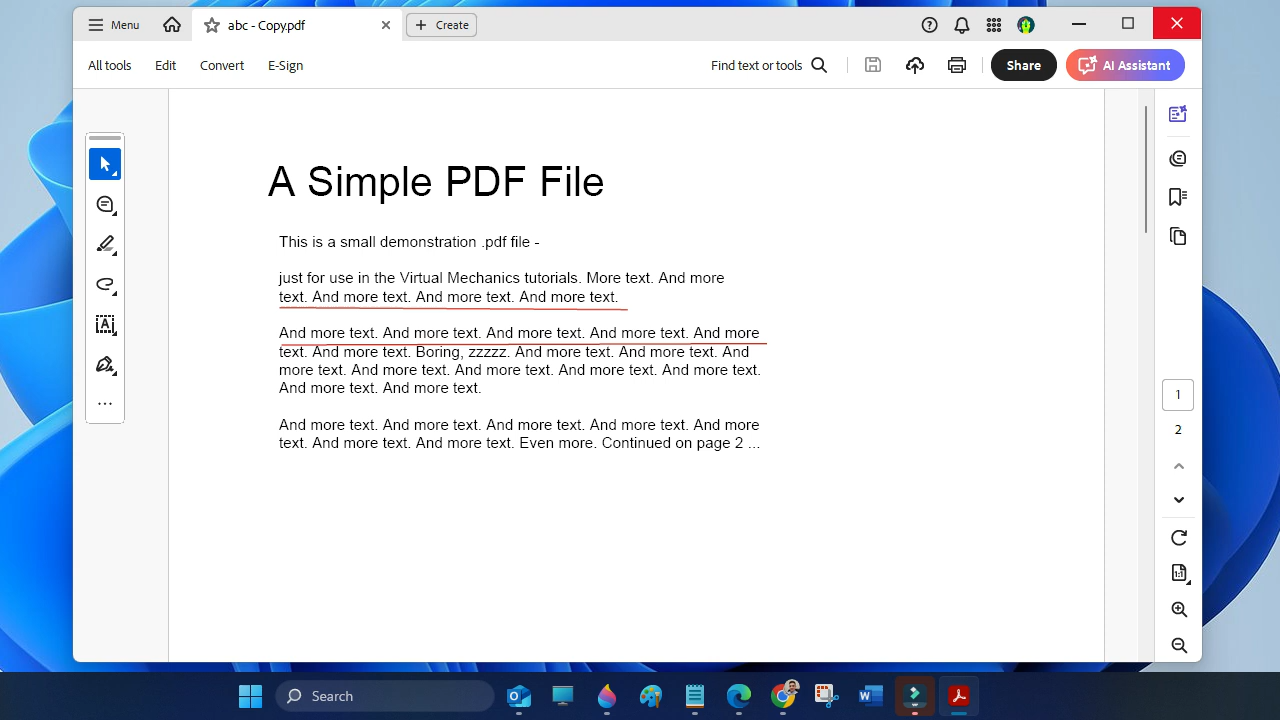 Menu
abc - Copy.pdf
Create
All tools Edit Convert E-Sign
Find text or tools
Share
AI Assistant
A Simple PDF File
This is a small demonstration .pdf file -
just for use in the Virtual Mechanics tutorials. More text. And more
text. And more text. And more text. And more text.
And more text. And more text. And more text. And more text. And more
text. And more text. Boring, zzzzz. And more text. And more text. And
more text. And more text. And more text. And more text. And more text.
And more text. And more text.
And more text. And more text. And more text. And more text. And more
text. And more text. And more text. Even more. Continued on page 2 ...
1
2
Search